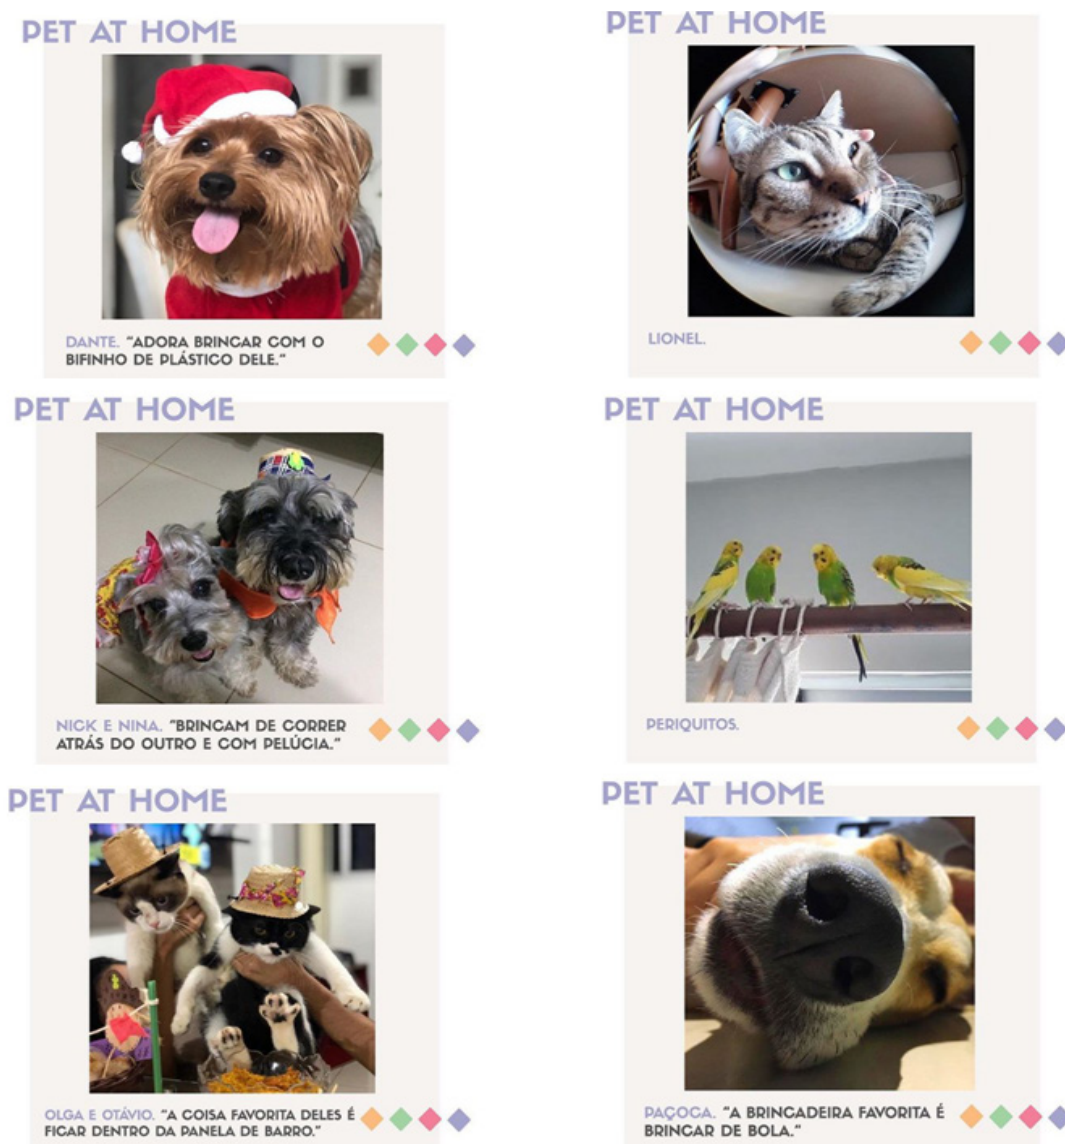 PET AT HOME
DANTE. "ADORA BRINCAR COM O
BIFINHO DE PLÁSTICO DELE."
PET AT HOME
LIONEL.
PET AT HOME
NICK E NINA. "BRINCAM DE CORRER
ATRÁS DO OUTRO E COM PELÚCIA."
PET AT HOME
PERIQUITOS.
PET AT HOME
OLGA E OTÁVIO. "A COISA FAVORITA DELES É
FICAR DENTRO DA PANELA DE BARRO."
PET AT HOME
PAÇOCA. "A BRINCADEIRA FAVORITA É
BRINCAR DE BOLA."